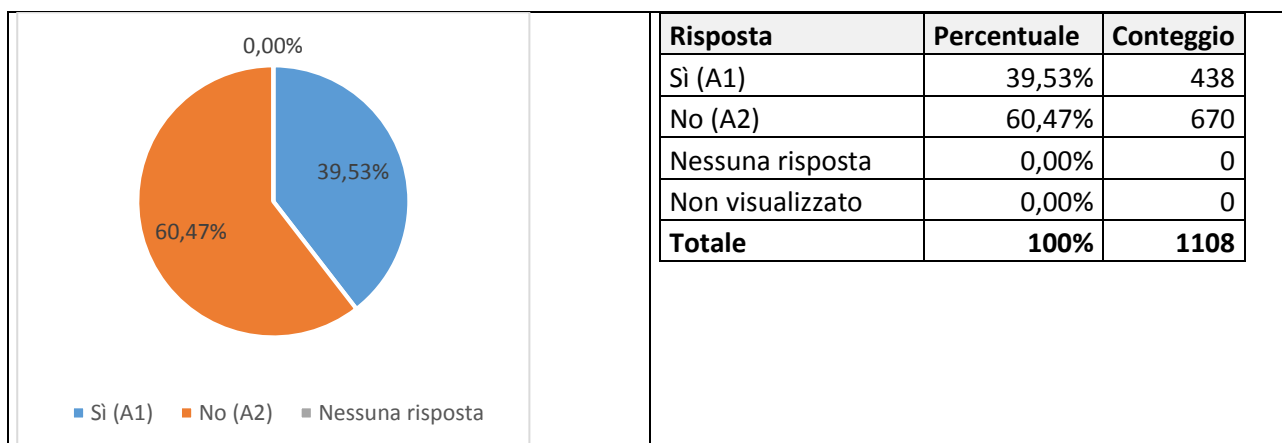 0,00%
39,53%
60,47%
Sì (A1) No (A2) Nessuna risposta
Risposta Percentuale Conteggio
Sì (A1) 39,53% 438
No (A2) 60,47% 670
Nessuna risposta 0,00% 0
Non visualizzato 0,00% 0
Totale 100% 1108